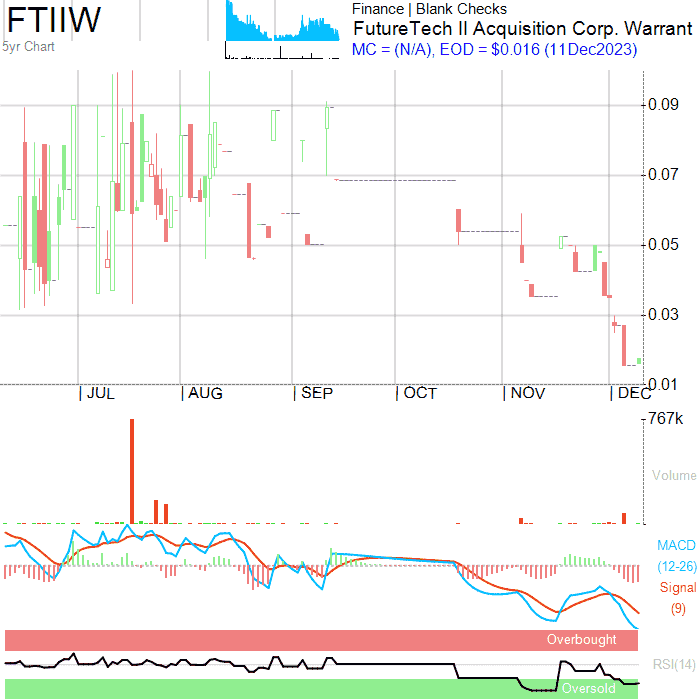 FTIIW
5yr Chart
Finance | Blank Checks
FutureTech II Acquisition Corp. Warrant
MC = (N/A), EOD = $0.016 (11Dec2023)
0.09
0.07
0.05
0.03
0.01
JUL
AUG
SEP
OCT
NOV
DEC
767k
Volume
MACD
(12-26)
Signal
(9)
Overbought
RSI(14)
Oversold